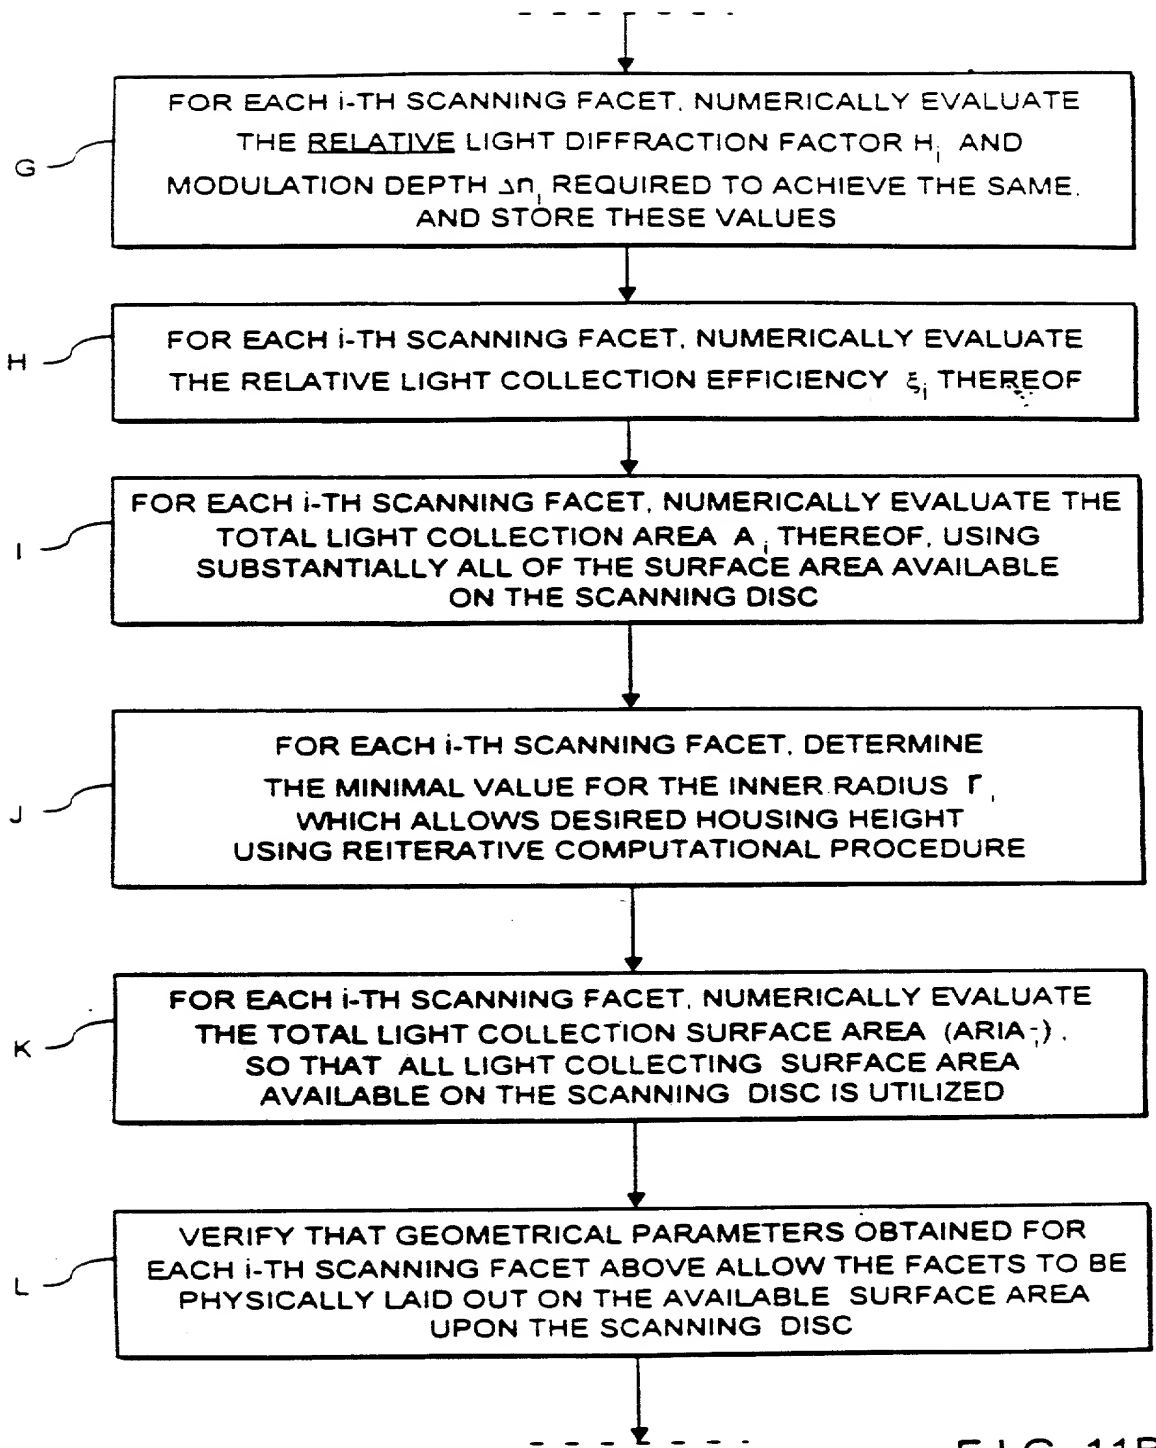 G
FOR EACH i-TH SCANNING FACET, NUMERICALLY EVALUATE
THE RELATIVE LIGHT DIFFRACTION FACTOR Hi AND
MODULATION DEPTH Δni REQUIRED TO ACHIEVE THE SAME,
AND STORE THESE VALUES
H
FOR EACH i-TH SCANNING FACET, NUMERICALLY EVALUATE
THE RELATIVE LIGHT COLLECTION EFFICIENCY ξi THEREOF
I
FOR EACH i-TH SCANNING FACET, NUMERICALLY EVALUATE THE
TOTAL LIGHT COLLECTION AREA Ai THEREOF, USING
SUBSTANTIALLY ALL OF THE SURFACE AREA AVAILABLE
ON THE SCANNING DISC
J
FOR EACH i-TH SCANNING FACET, DETERMINE
THE MINIMAL VALUE FOR THE INNER RADIUS ri
WHICH ALLOWS DESIRED HOUSING HEIGHT
USING REITERATIVE COMPUTATIONAL PROCEDURE
K
FOR EACH i-TH SCANNING FACET, NUMERICALLY EVALUATE
THE TOTAL LIGHT COLLECTION SURFACE AREA (ARIA-i),
SO THAT ALL LIGHT COLLECTING SURFACE AREA
AVAILABLE ON THE SCANNING DISC IS UTILIZED
L
VERIFY THAT GEOMETRICAL PARAMETERS OBTAINED FOR
EACH i-TH SCANNING FACET ABOVE ALLOW THE FACETS TO BE
PHYSICALLY LAID OUT ON THE AVAILABLE SURFACE AREA
UPON THE SCANNING DISC
FIG. 11B